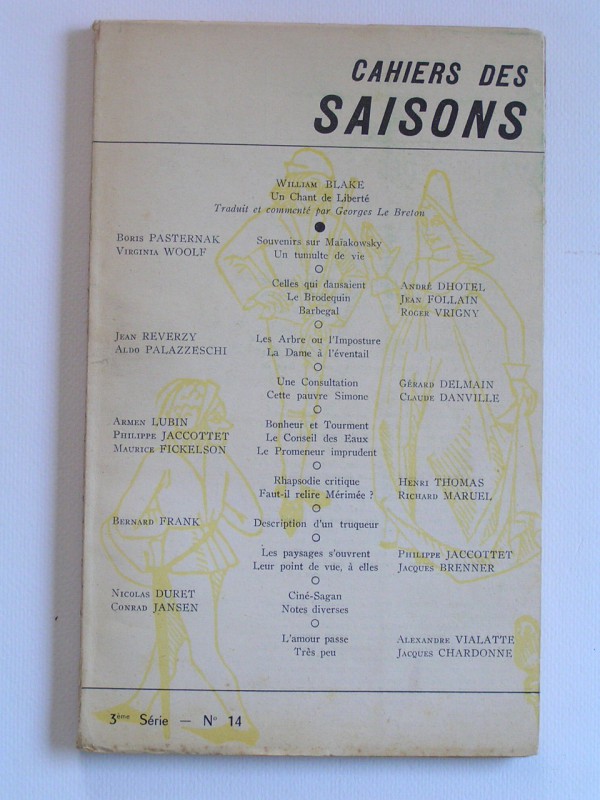 CAHIERS DES
SAISONS
William BLAKE
Un Chant de Liberté
Traduit et commenté par Georges Le Breton
Boris PASTERNAK Souvenirs sur Maïakowsky
Virginia WOOLF Un tumulte de vie
Celles qui dansaient André DHOTEL
Le Brodequin Jean FOLLAIN
Barbegal Roger VRIGNY
Jean REVERZY Les Arbre ou l'Imposture
Aldo PALAZZESCHI La Dame à l'éventail
Une Consultation Gérard DELMAIN
Cette pauvre Simone Claude DANVILLE
Armen LUBIN Bonheur et Tourment
Philippe JACCOTTET Le Conseil des Eaux
Maurice FICKELSON Le Promeneur imprudent
Rhapsodie critique Henri THOMAS
Faut-il relire Mérimée ? Richard MARUEL
Bernard FRANK Description d'un truqueur
Les paysages s'ouvrent Philippe JACCOTTET
Leur point de vue, à elles Jacques BRENNER
Nicolas DURET Ciné-Sagan
Conrad JANSEN Notes diverses
L'amour passe Alexandre VIALATTE
Très peu Jacques CHARDONNE
3ème Série — N° 14